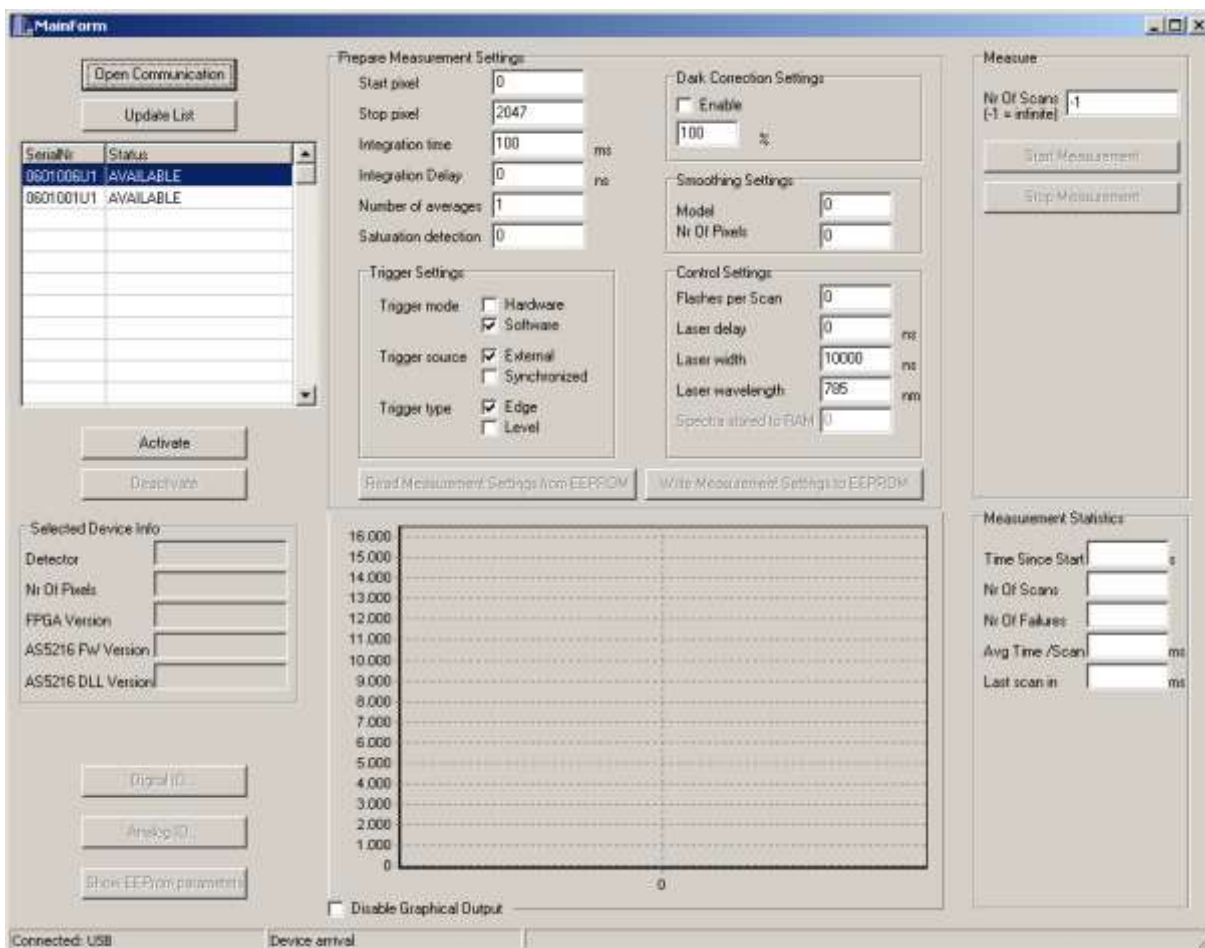 MainForm
Open Communication
Update List
SerialNr Status
0601006U1 AVAILABLE
0601001U1 AVAILABLE
Activate
Deactivate
Selected Device Info
Detector
Nr Of Pixels
FPGA Version
AS5216 FW Version
AS5216 DLL Version
Digital IO...
Analog IO...
Show EEProm parameters
Prepare Measurement Settings
Start pixel 0
Stop pixel 2047
Integration time 100 ms
Integration Delay 0 ns
Number of averages 1
Saturation detection 0
Trigger Settings
Trigger mode Hardware
Software
Trigger source External
Synchronized
Trigger type Edge
Level
Dark Correction Settings
Enable
100 %
Smoothing Settings
Model 0
Nr Of Pixels 0
Control Settings
Flashes per Scan 0
Laser delay 0 ns
Laser width 10000 ns
Laser wavelength 785 nm
Spectra stored to RAM 0
Read Measurement Settings from EEPROM
Write Measurement Settings to EEPROM
16.000
15.000
14.000
13.000
12.000
11.000
10.000
9.000
8.000
7.000
6.000
5.000
4.000
3.000
2.000
1.000
0
0
Disable Graphical Output
Measure
Nr Of Scans -1
(-1 = infinite)
Start Measurement
Stop Measurement
Measurement Statistics
Time Since Start s
Nr Of Scans
Nr Of Failures
Avg Time /Scan ms
Last scan in ms
Connected: USB
Device arrival